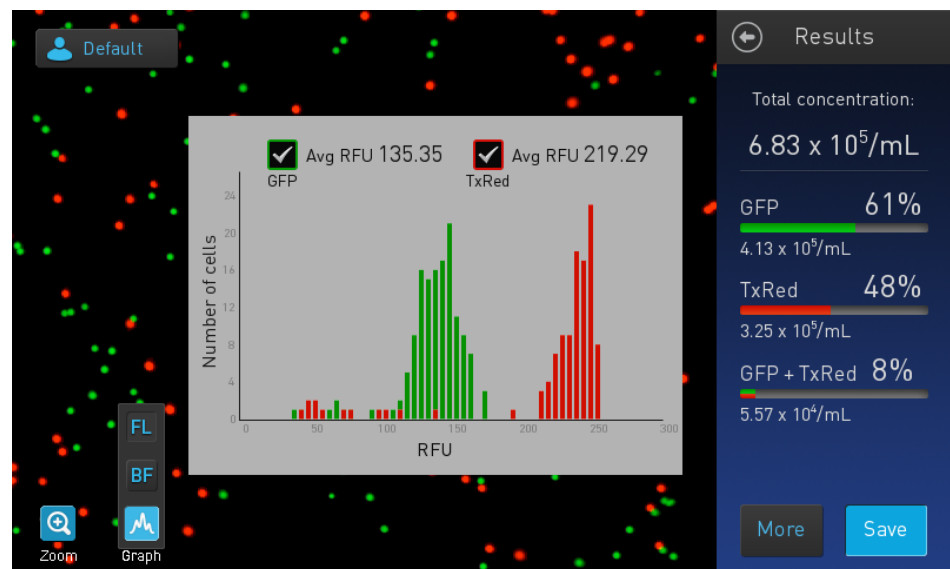 Default
Avg RFU 135.35
GFP
Avg RFU 219.29
TxRed
Number of cells
24
20
16
12
8
4
0
0 50 100 150 200 250 300
RFU
FL
BF
Zoom
Graph
Results
Total concentration:
6.83 x 10⁵/mL
GFP 61%
4.13 x 10⁵/mL
TxRed 48%
3.25 x 10⁵/mL
GFP + TxRed 8%
5.57 x 10⁴/mL
More
Save